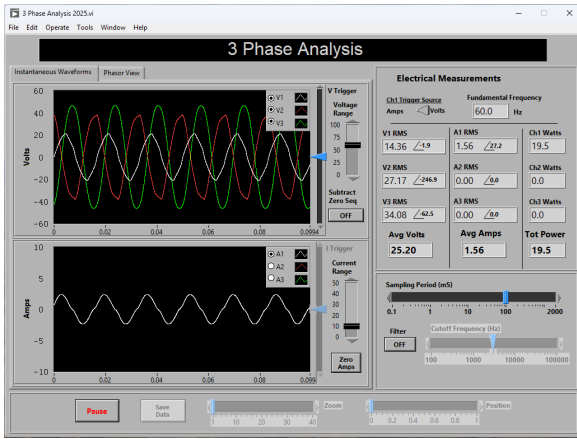 3 Phase Analysis 2025.vi
File Edit Operate Tools Window Help
3 Phase Analysis
Instantaneous Waveforms Phasor View
60
40
20
0
−20
−40
−60
Volts
0 0.02 0.04 0.06 0.08 0.0994
V1
V2
V3
V Trigger
Voltage
Range
100
75
50
25
0
Subtract
Zero Seq
OFF
10
5
0
−5
−10
Amps
0 0.02 0.04 0.06 0.08 0.0994
A1
A2
A3
I Trigger
Current
Range
50
40
30
20
10
0
Zero
Amps
Electrical Measurements
Ch1 Trigger Source
Amps Volts
Fundamental Frequency
60.0 Hz
V1 RMS A1 RMS Ch1 Watts
14.36 ∠-1.9 1.56 ∠27.2 19.5
V2 RMS A2 RMS Ch2 Watts
27.17 ∠-246.9 0.00 ∠0.0 0.0
V3 RMS A3 RMS Ch3 Watts
34.08 ∠-62.5 0.00 ∠0.0 0.0
Avg Volts Avg Amps Tot Power
25.20 1.56 19.5
Sampling Period (mS)
0.1 1 10 100 2000
Filter
OFF
Cutoff Frequency (Hz)
100 1000 10000 100000
Pause
Save
Data
Zoom
1 10 20 30 40
Position
0 0.2 0.4 0.6 0.8 1